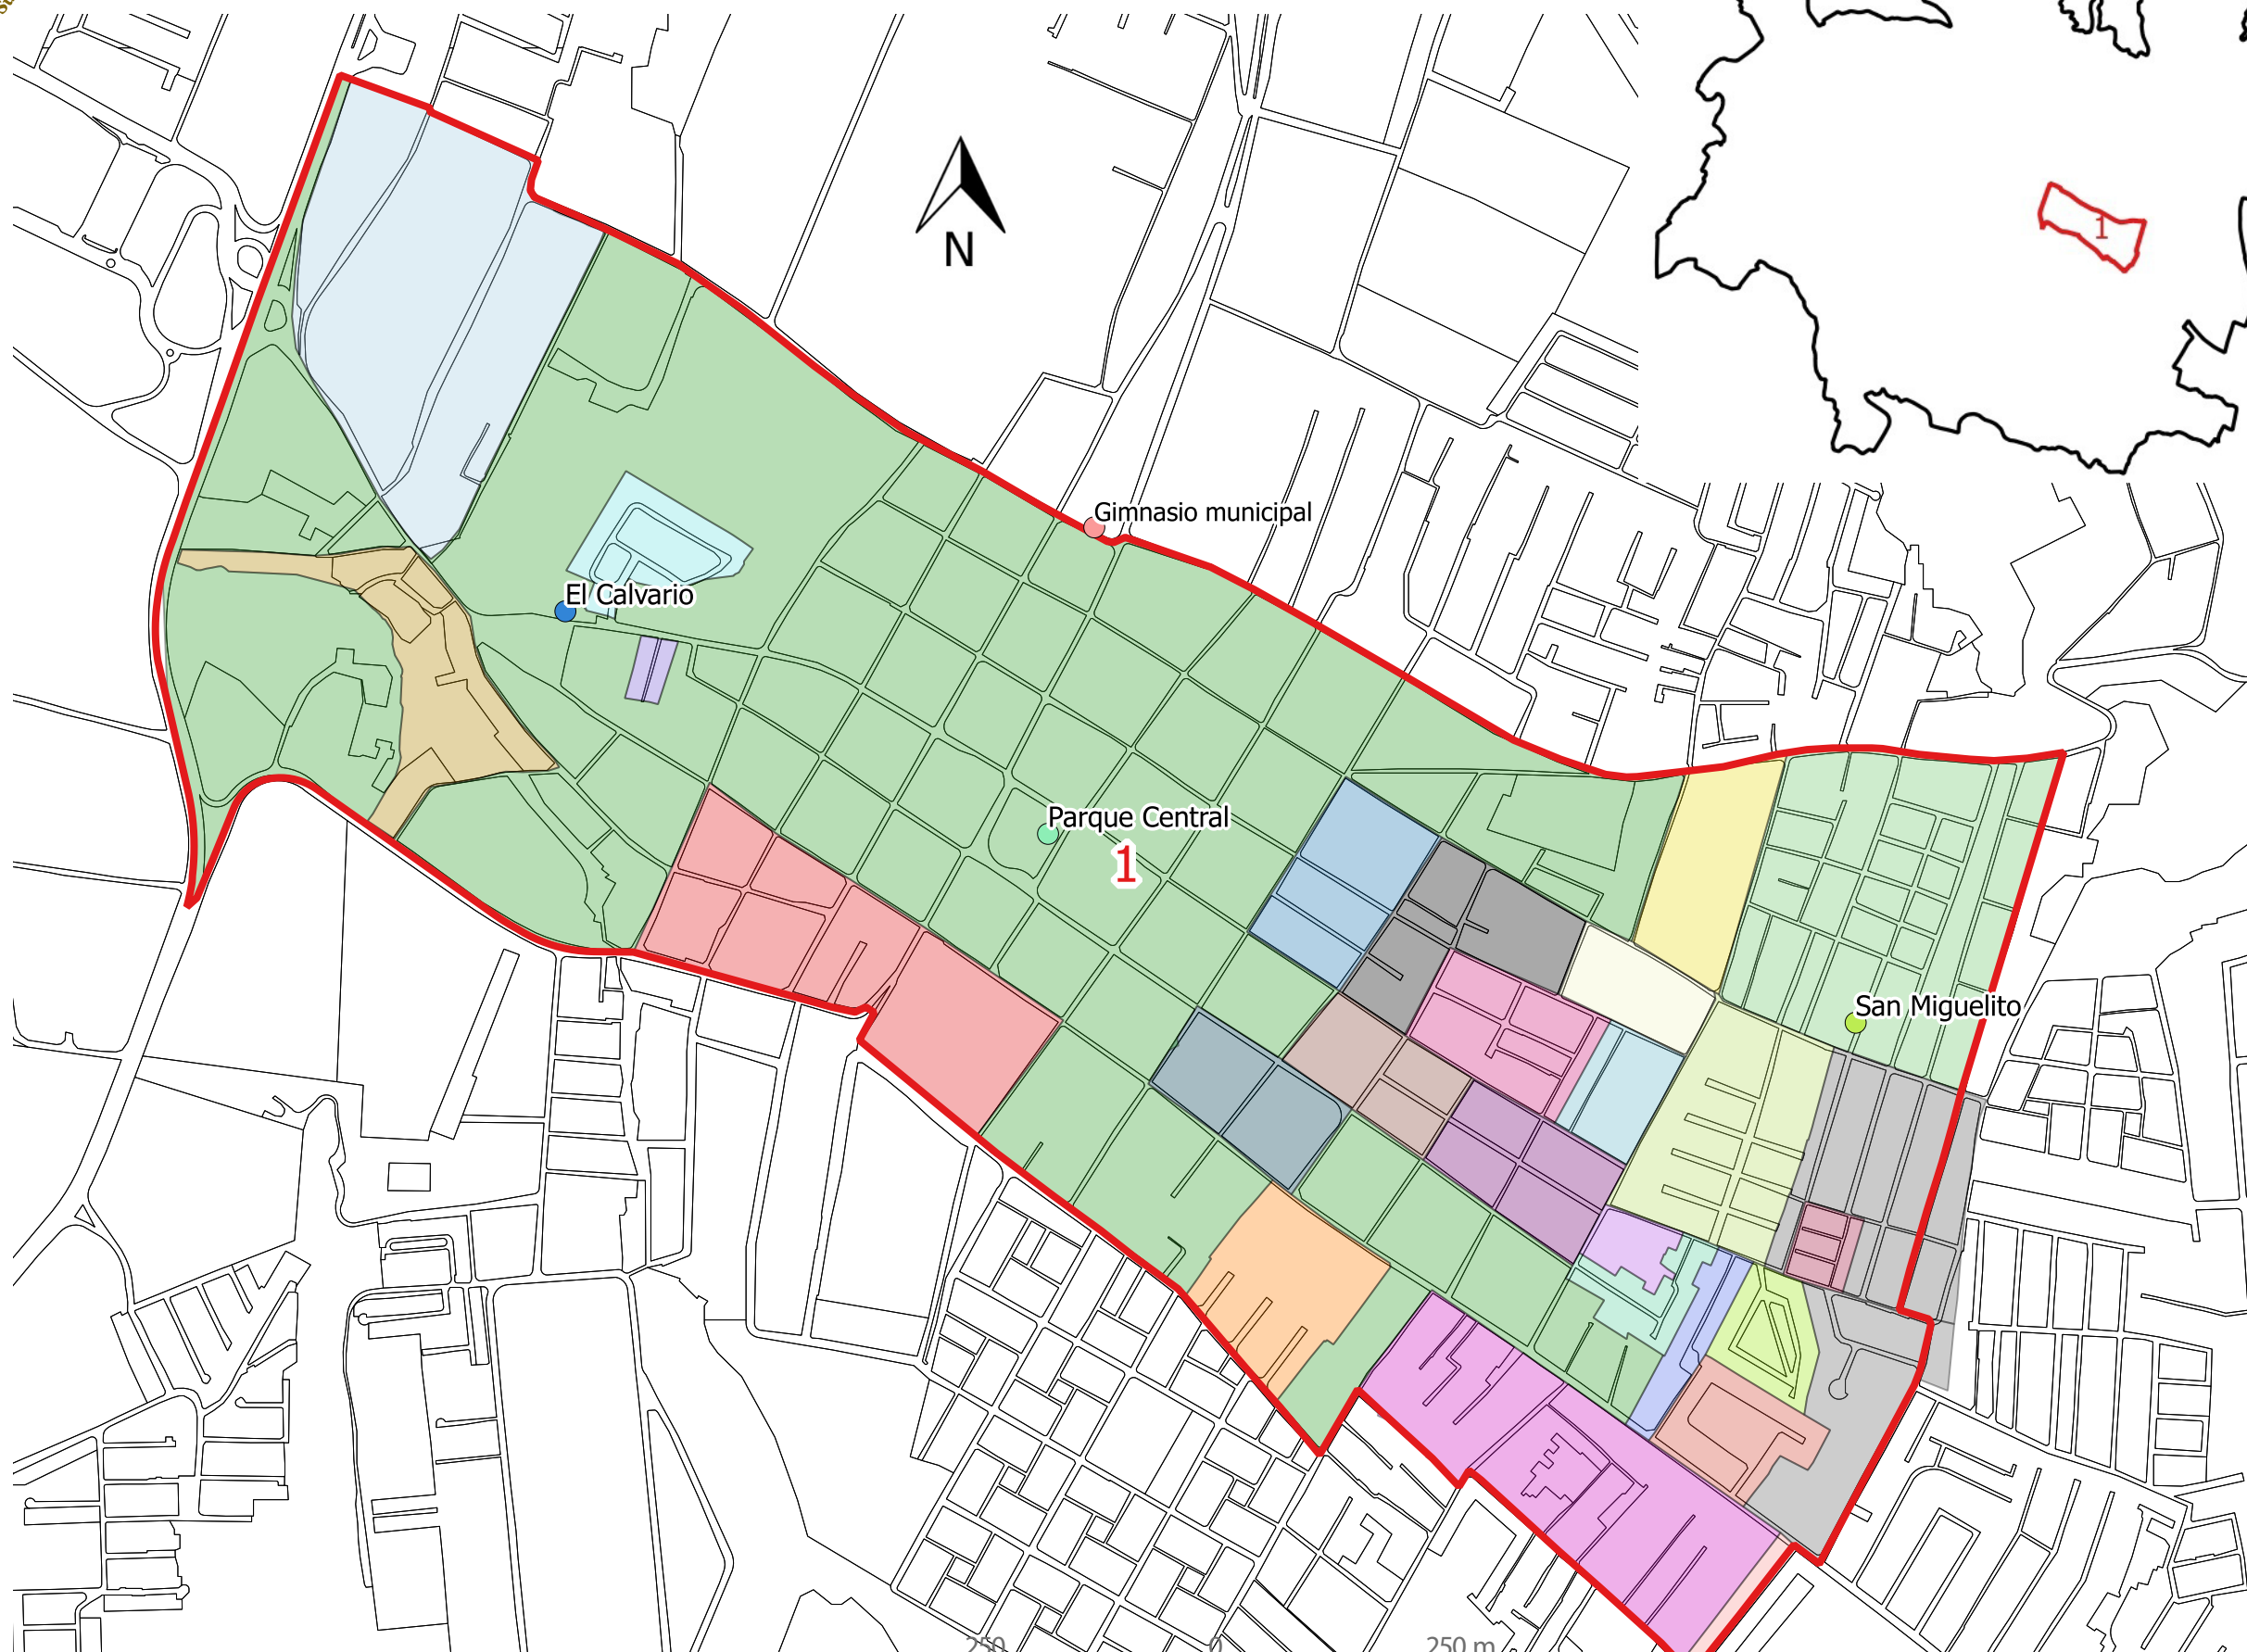 1
N
Gimnasio municipal
El Calvario
Parque Central
1
San Miguelito
250 0 250 m